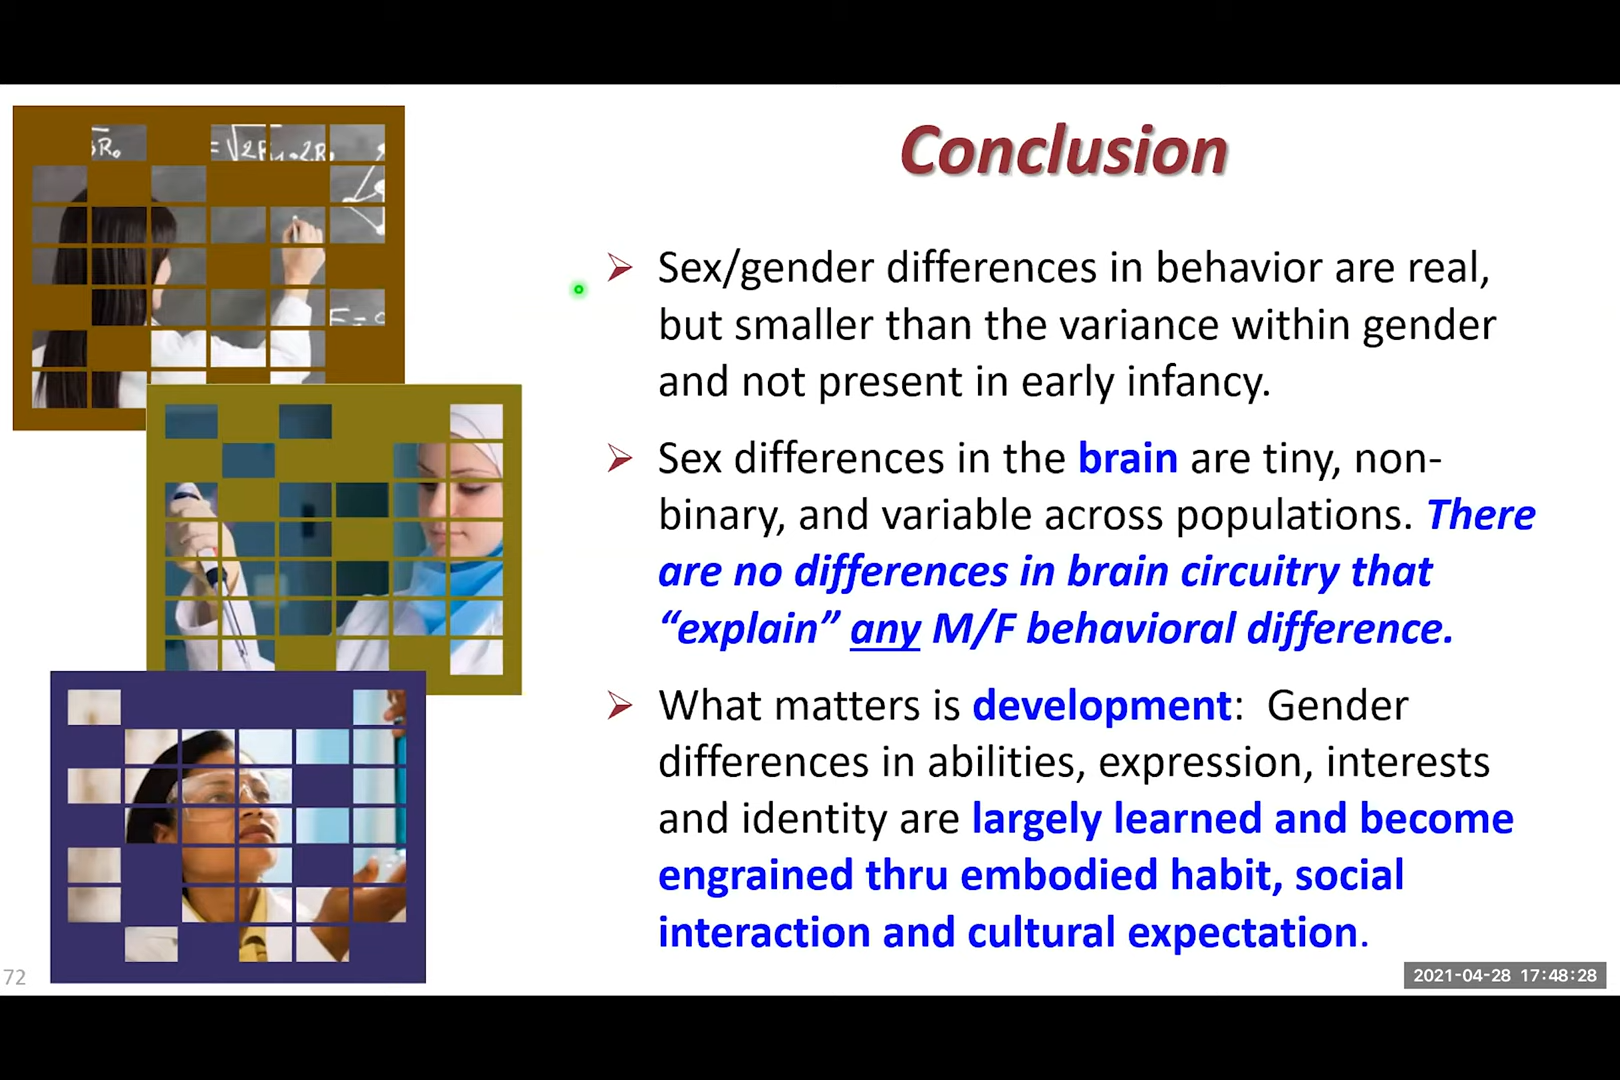 Conclusion
Sex/gender differences in behavior are real,
but smaller than the variance within gender
and not present in early infancy.
Sex differences in the brain are tiny, non-
binary, and variable across populations. There
are no differences in brain circuitry that
“explain” any M/F behavioral difference.
What matters is development:  Gender
differences in abilities, expression, interests
and identity are largely learned and become
engrained thru embodied habit, social
interaction and cultural expectation.
72
2021-04-28 17:48:28